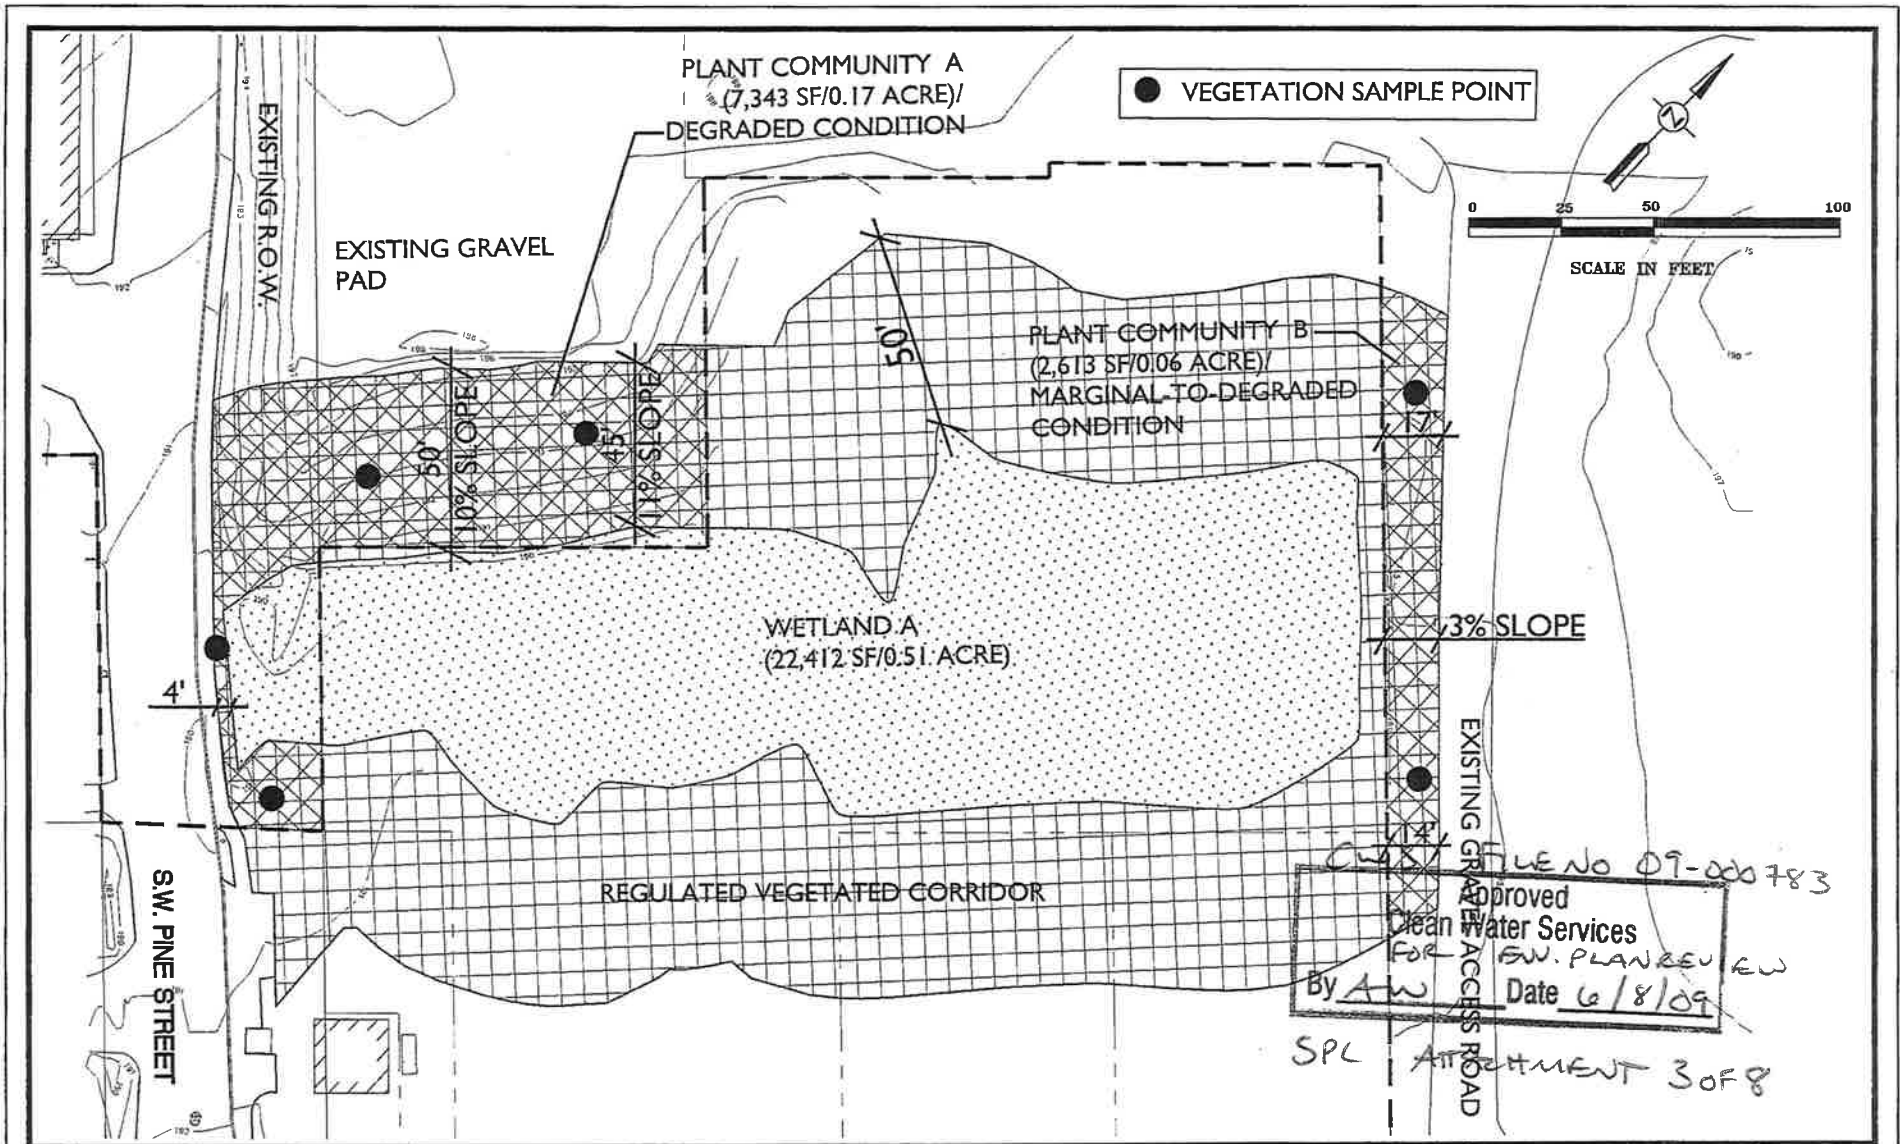 PLANT COMMUNITY A
(7,343 SF/0.17 ACRE)/
DEGRADED CONDITION
VEGETATION SAMPLE POINT
N
0 25 50 100
SCALE IN FEET
EXISTING R.O.W.
EXISTING GRAVEL
PAD
50'
10% SLOPE
45'
11% SLOPE
50'
PLANT COMMUNITY B
(2,613 SF/0.06 ACRE)/
MARGINAL-TO-DEGRADED
CONDITION
17'
WETLAND A
(22,412 SF/0.51 ACRE)
3% SLOPE
4'
14'
REGULATED VEGETATED CORRIDOR
S.W. PINE STREET
EXISTING GRAVEL ACCESS ROAD
CWS FILE NO 09-000783
Approved
Clean Water Services
FOR ENV. PLAN REVIEW
By AW Date 6/8/09
SPL ATTACHMENT 3 OF 8